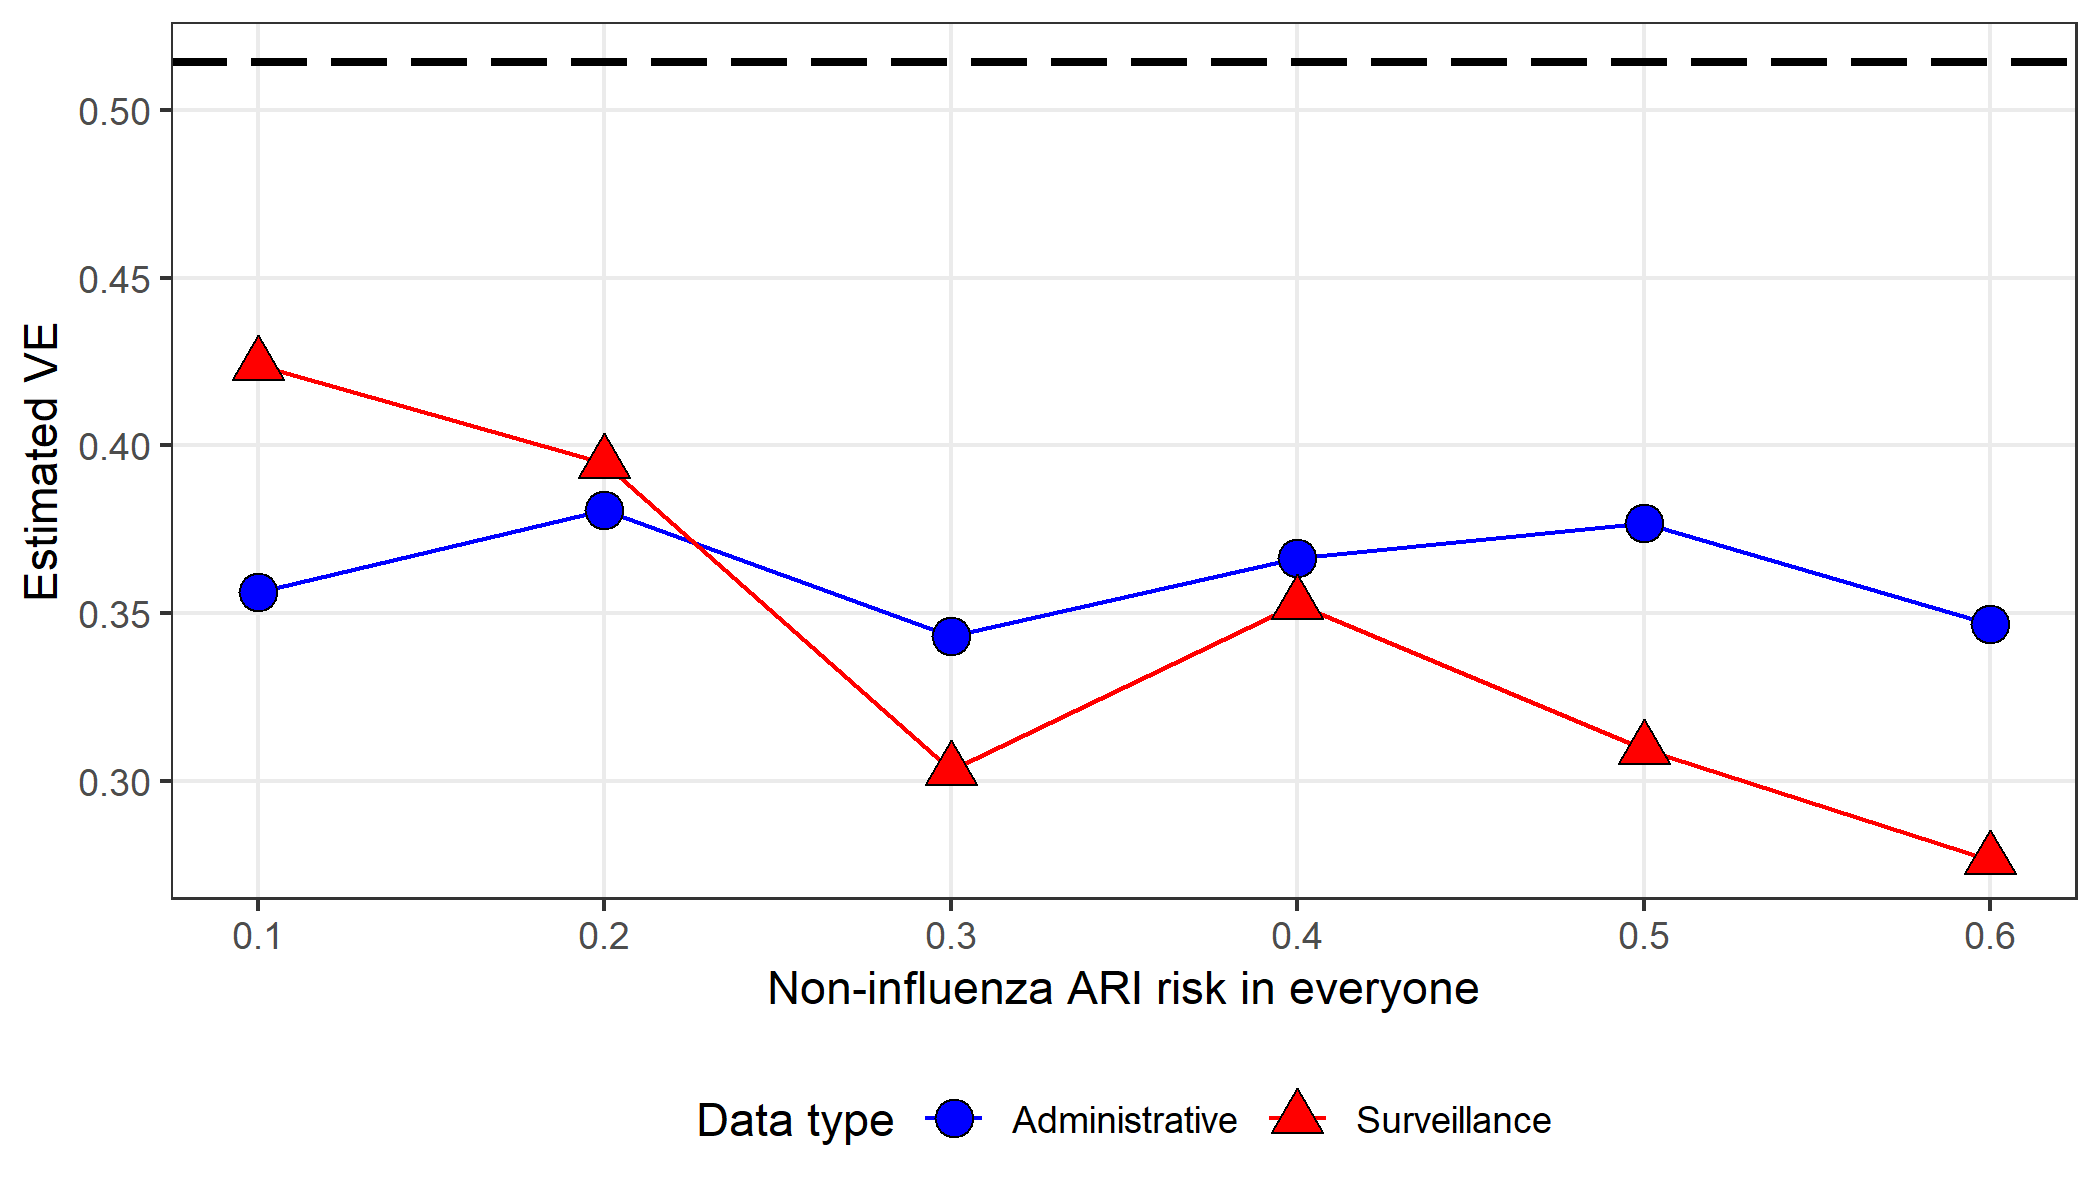 0.50
0.45
0.40
0.35
0.30
Estimated VE
0.1 0.2 0.3 0.4 0.5 0.6
Non-influenza ARI risk in everyone
Data type Administrative Surveillance